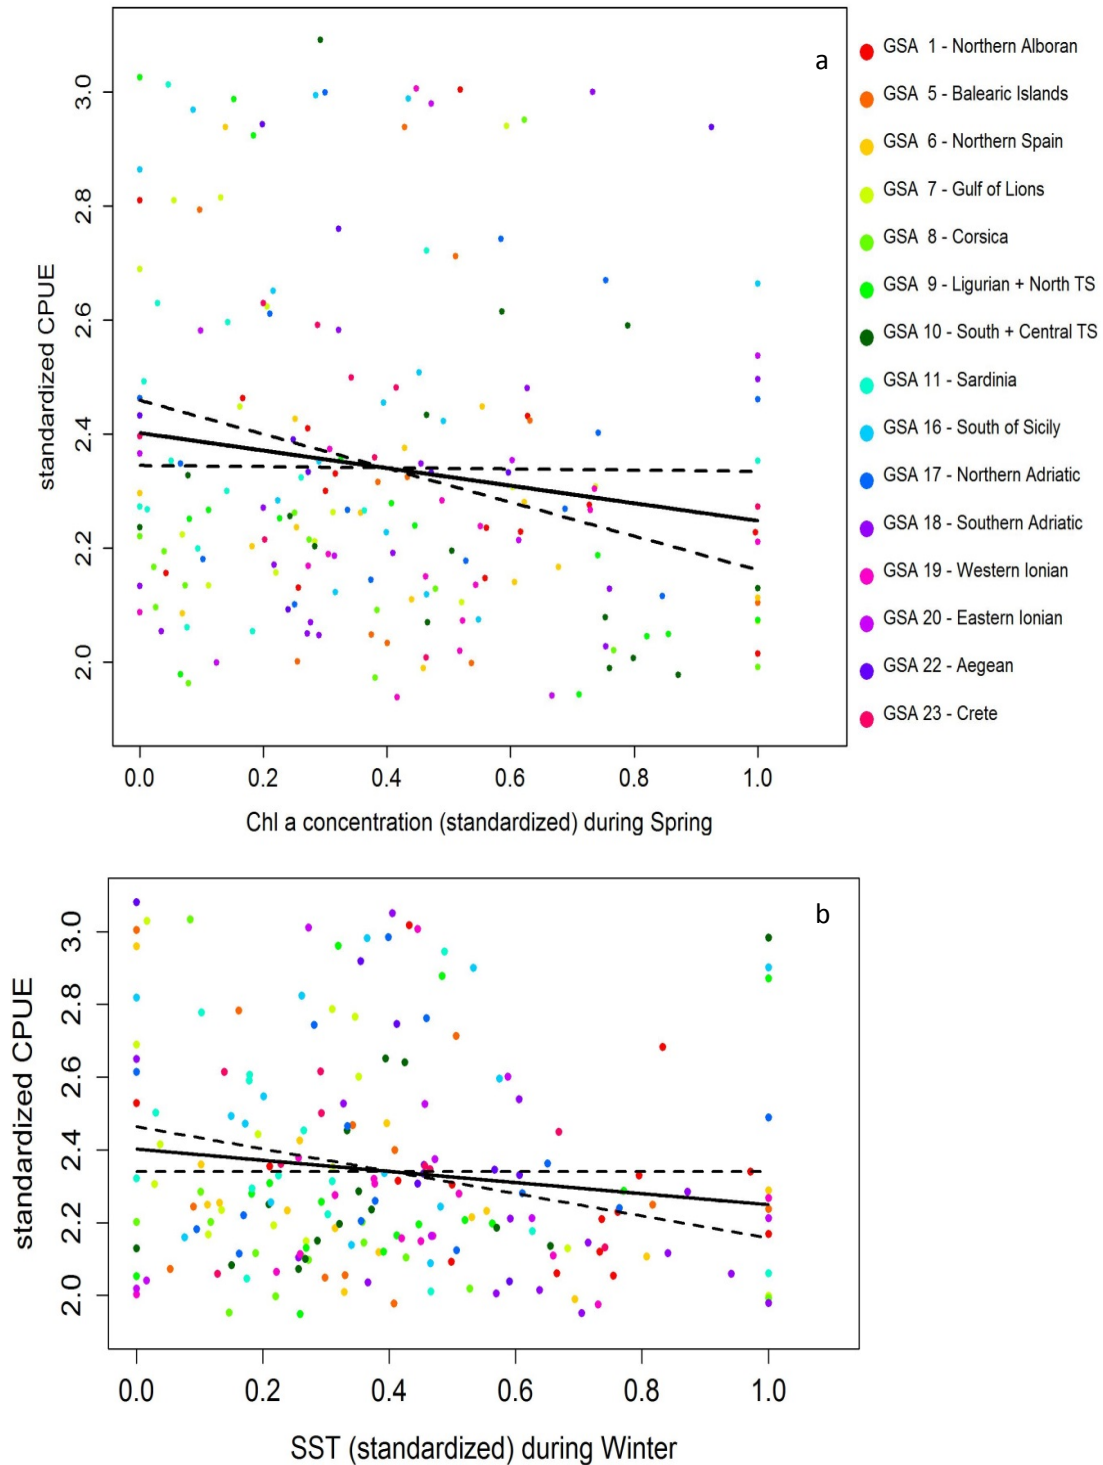 a
standardized CPUE
3.0
2.8
2.6
2.4
2.2
2.0
0.0 0.2 0.4 0.6 0.8 1.0
Chl a concentration (standardized) during Spring
GSA 1 - Northern Alboran
GSA 5 - Balearic Islands
GSA 6 - Northern Spain
GSA 7 - Gulf of Lions
GSA 8 - Corsica
GSA 9 - Ligurian + North TS
GSA 10 - South + Central TS
GSA 11 - Sardinia
GSA 16 - South of Sicily
GSA 17 - Northern Adriatic
GSA 18 - Southern Adriatic
GSA 19 - Western Ionian
GSA 20 - Eastern Ionian
GSA 22 - Aegean
GSA 23 - Crete
b
standardized CPUE
3.0
2.8
2.6
2.4
2.2
2.0
0.0 0.2 0.4 0.6 0.8 1.0
SST (standardized) during Winter